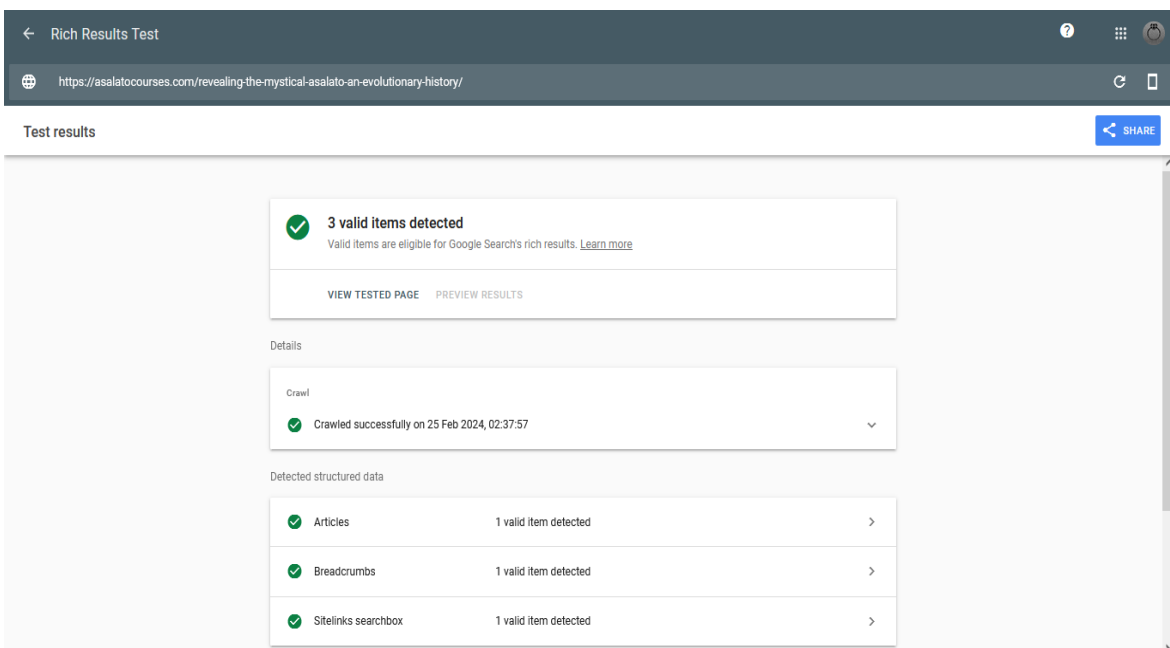 Rich Results Test
https://asalatocourses.com/revealing-the-mystical-asalato-an-evolutionary-history/
Test results
SHARE
3 valid items detected
Valid items are eligible for Google Search's rich results. Learn more
VIEW TESTED PAGE PREVIEW RESULTS
Details
Crawl
Crawled successfully on 25 Feb 2024, 02:37:57
Detected structured data
Articles 1 valid item detected
Breadcrumbs 1 valid item detected
Sitelinks searchbox 1 valid item detected